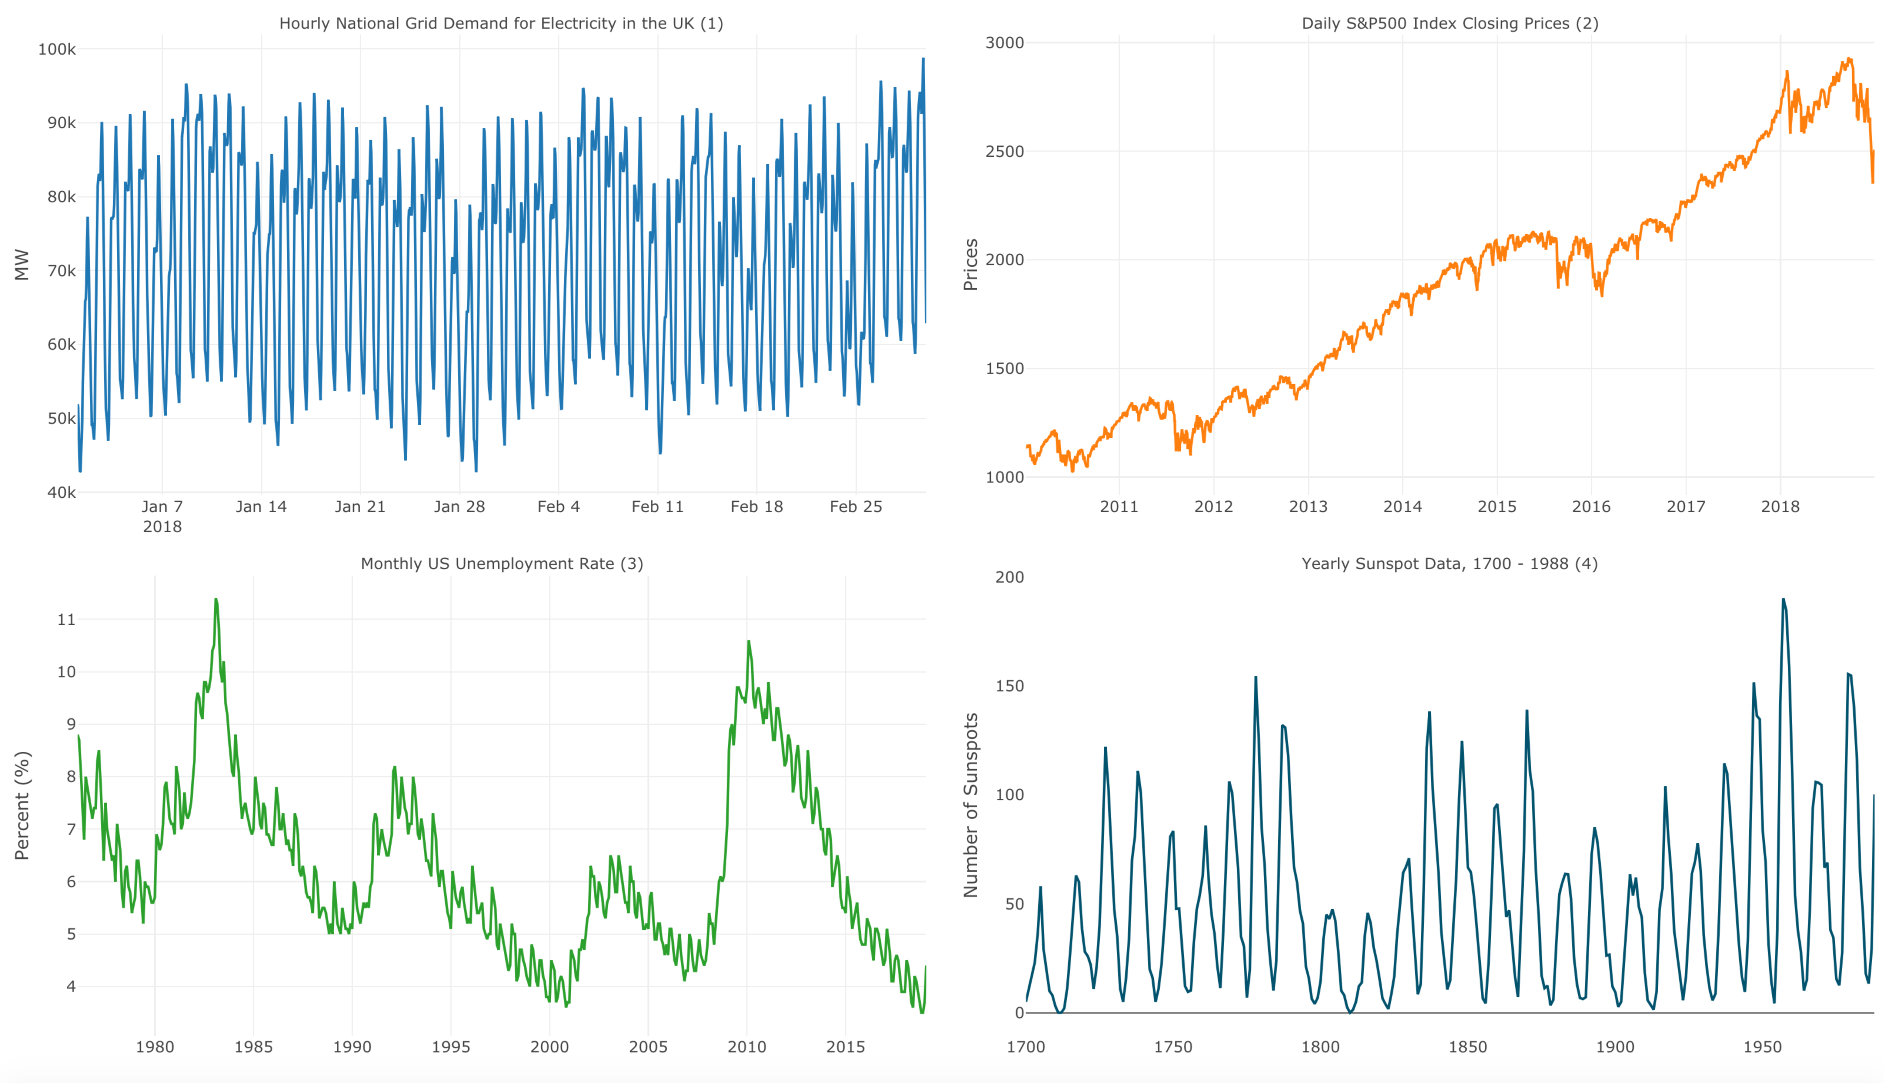 Hourly National Grid Demand for Electricity in the UK (1)
100k
90k
80k
70k
60k
50k
40k
MW
Jan 7 Jan 14 Jan 21 Jan 28 Feb 4 Feb 11 Feb 18 Feb 25
2018
Daily S&P500 Index Closing Prices (2)
3000
2500
2000
1500
1000
Prices
2011 2012 2013 2014 2015 2016 2017 2018
Monthly US Unemployment Rate (3)
11
10
9
8
7
6
5
4
Percent (%)
1980 1985 1990 1995 2000 2005 2010 2015
Yearly Sunspot Data, 1700 - 1988 (4)
200
150
100
50
0
Number of Sunspots
1700 1750 1800 1850 1900 1950